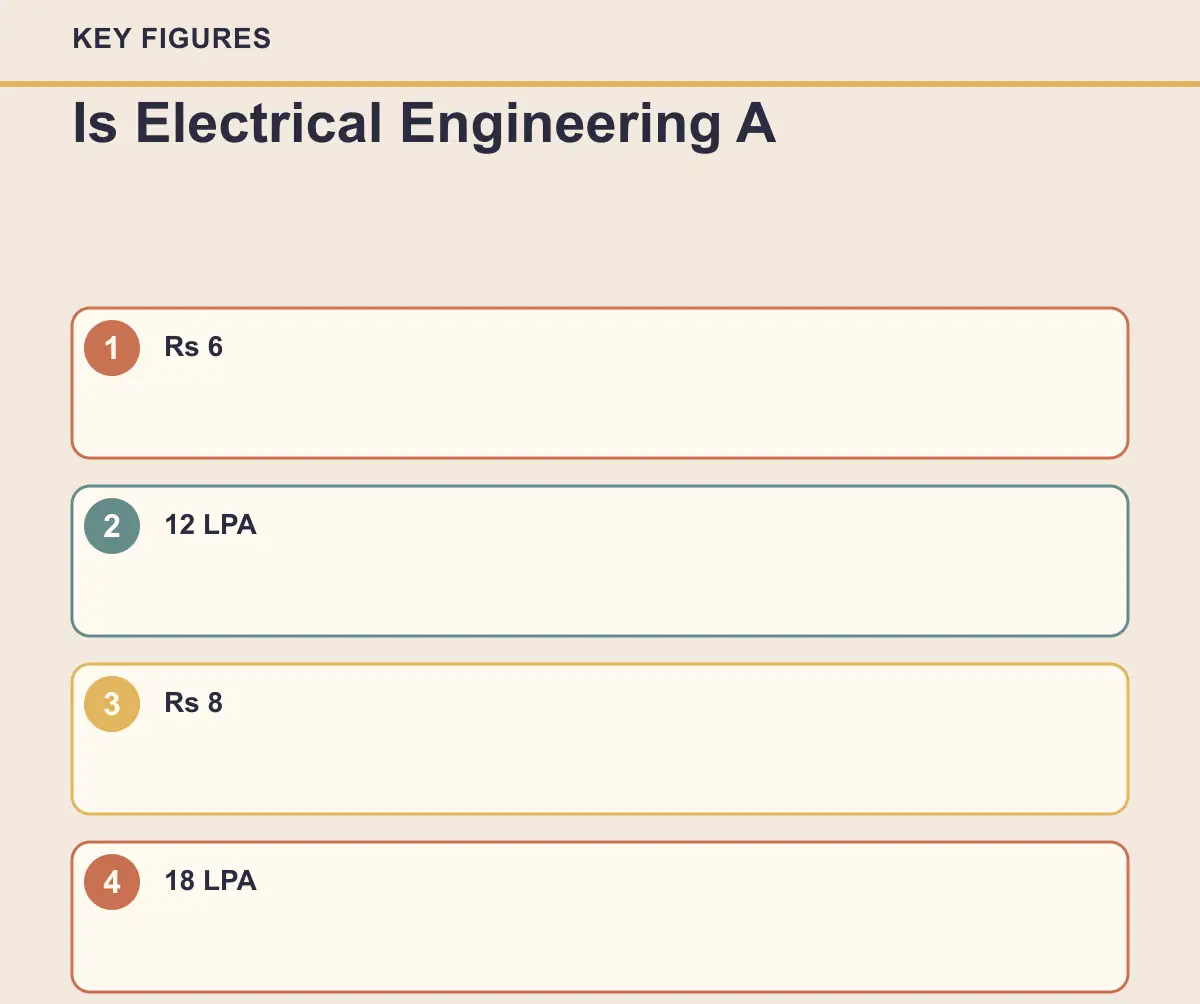 KEY FIGURES
Is Electrical Engineering A
1 Rs 6
2 12 LPA
3 Rs 8
4 18 LPA